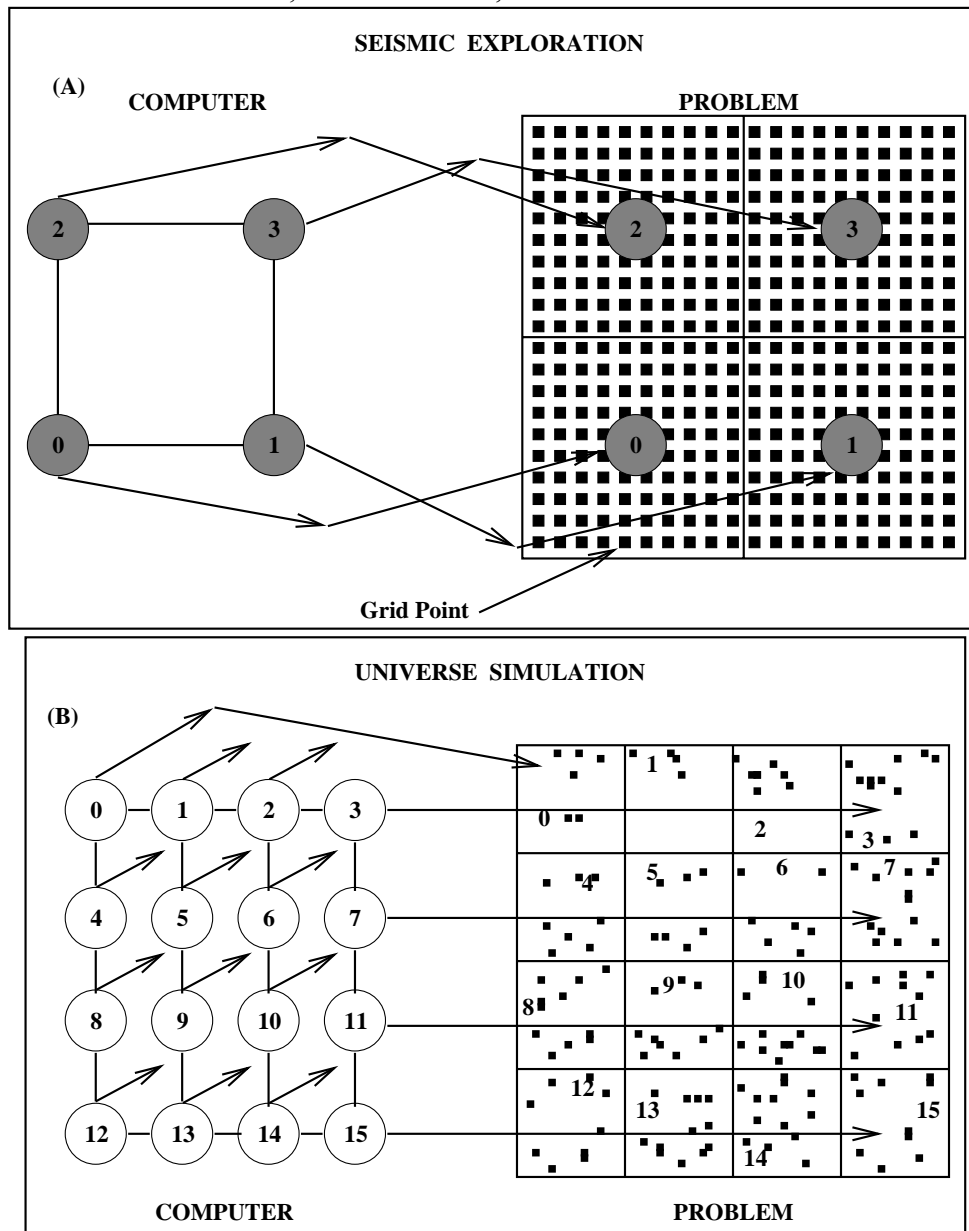 SEISMIC EXPLORATION
(A)
COMPUTER PROBLEM
2 3 2 3
0 1 0 1
Grid Point
UNIVERSE SIMULATION
(B)
0 1 2 3
4 5 6 7
8 9 10 11
12 13 14 15
0 1 2 3
4 5 6 7
8 9 10 11
12 13 14 15
COMPUTER PROBLEM